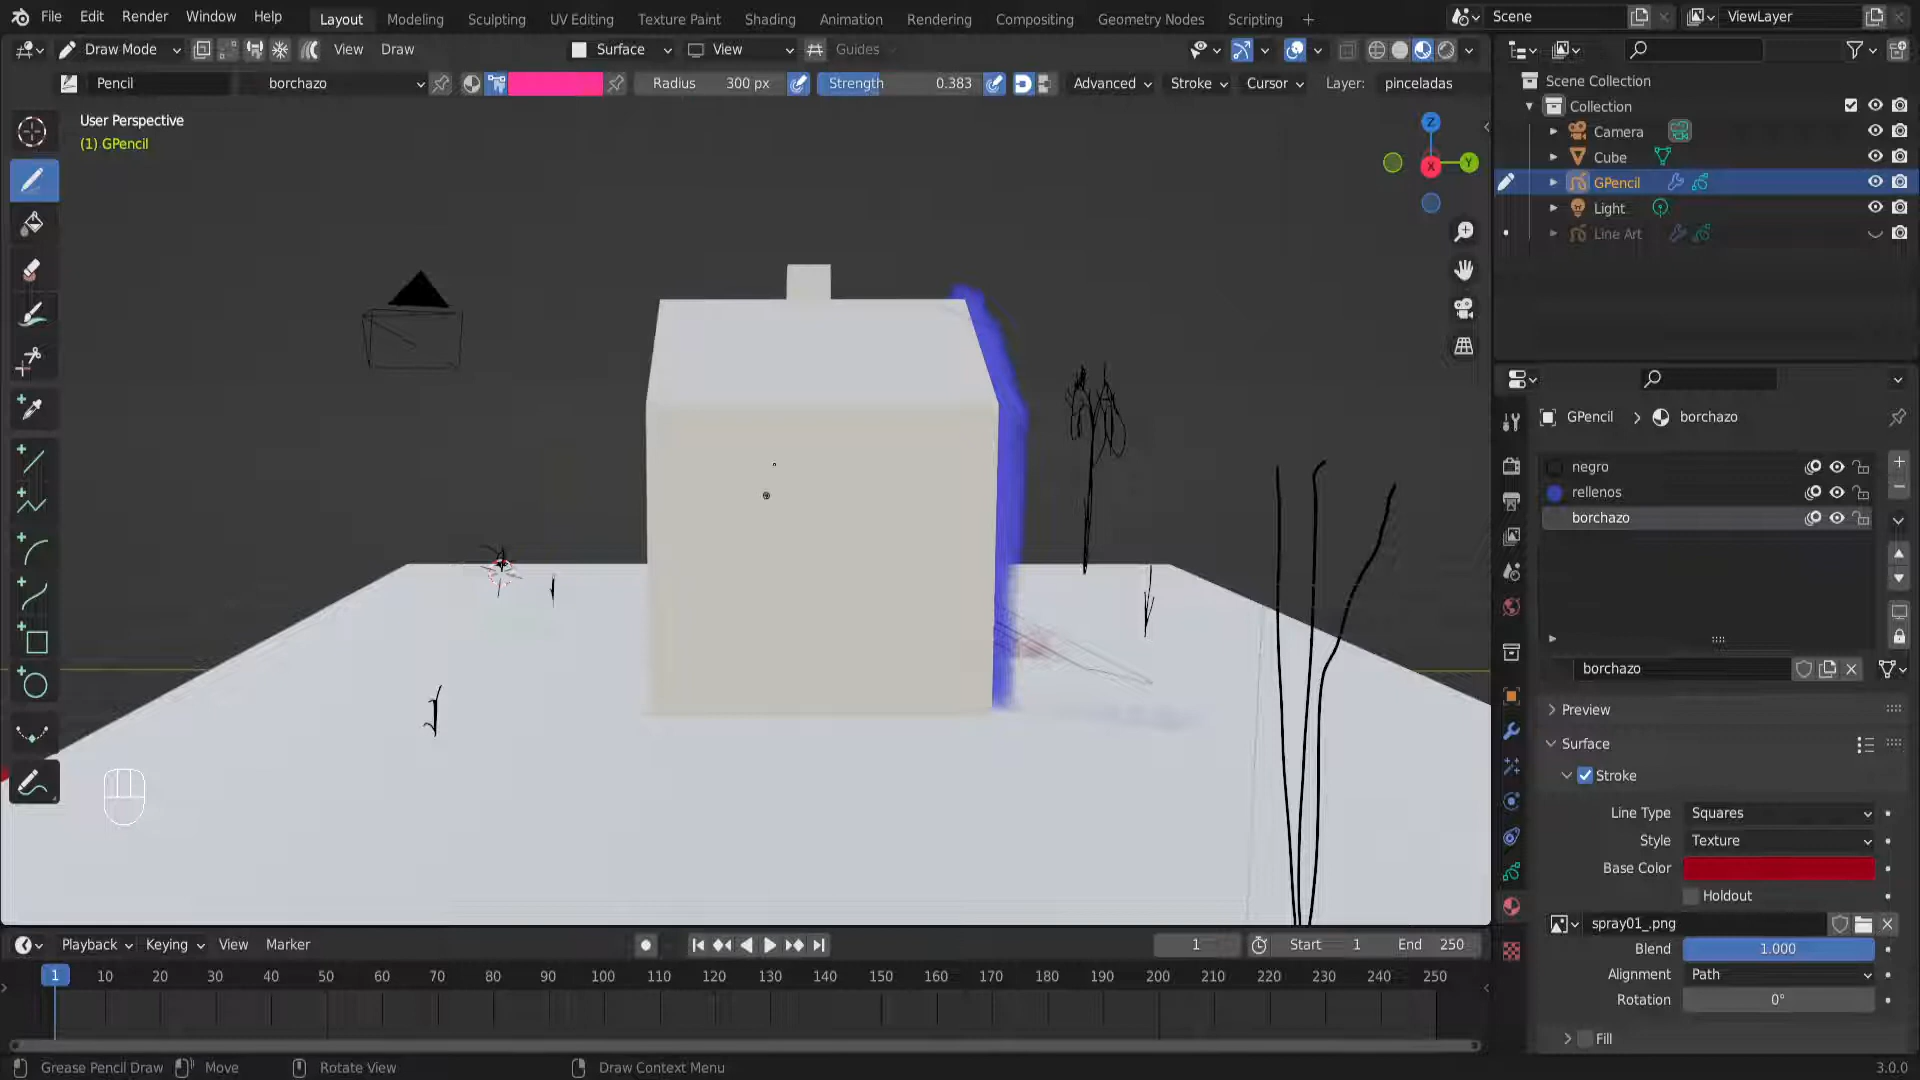 File Edit Render Window Help Layout Modeling Sculpting UV Editing Texture Paint Shading Animation Rendering Compositing Geometry Nodes Scripting + Scene ViewLayer
Draw Mode View Draw Surface View Guides
Pencil borchazo Radius 300 px Strength 0.383 Advanced Stroke Cursor Layer: pinceladas
User Perspective
(1) GPencil
Z
Y
X
Scene Collection
Collection
Camera
Cube
GPencil
Light
Line Art
GPencil > borchazo
negro
rellenos
borchazo
borchazo
Preview
Surface
Stroke
Line Type Squares
Style Texture
Base Color
Holdout
spray01_.png
Blend 1.000
Alignment Path
Rotation 0°
Fill
Playback Keying View Marker 1 Start 1 End 250
1 10 20 30 40 50 60 70 80 90 100 110 120 130 140 150 160 170 180 190 200 210 220 230 240 250
Grease Pencil Draw Move Rotate View Draw Context Menu 3.0.0